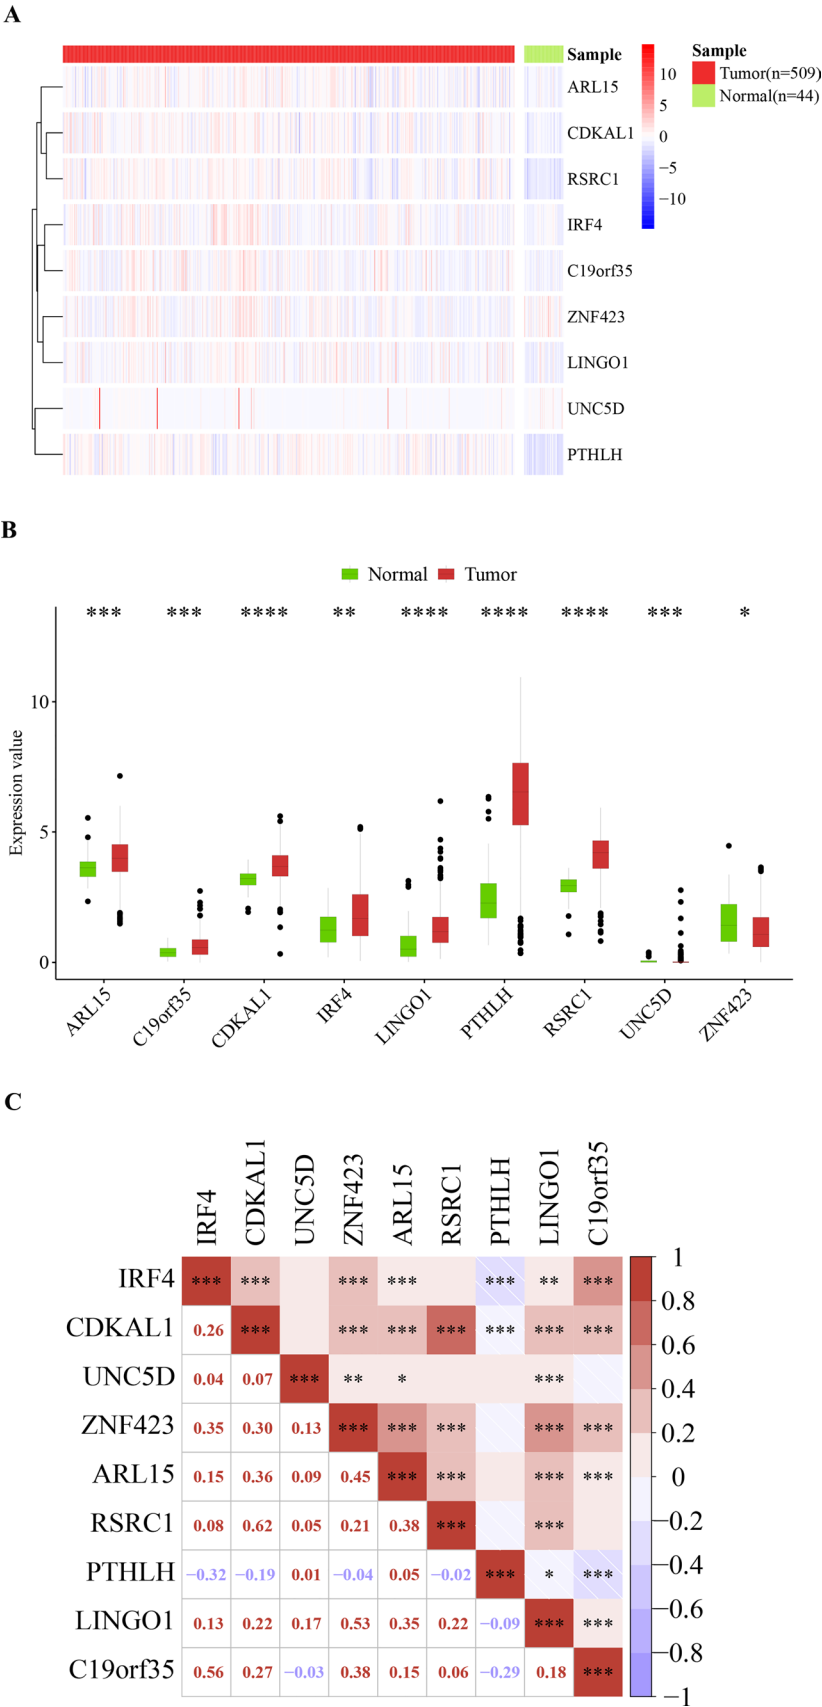 A
Sample
ARL15
CDKAL1
RSRC1
IRF4
C19orf35
ZNF423
LINGO1
UNC5D
PTHLH
10
5
0
−5
−10
Sample
Tumor(n=509)
Normal(n=44)
B
Normal Tumor
*** *** **** ** **** **** **** *** *
Expression value
10
5
0
ARL15 C19orf35 CDKAL1 IRF4 LINGO1 PTHLH RSRC1 UNC5D ZNF423
C
IRF4 CDKAL1 UNC5D ZNF423 ARL15 RSRC1 PTHLH LINGO1 C19orf35
IRF4 *** *** *** *** *** ** ***
CDKAL1 0.26 *** *** *** *** *** *** ***
UNC5D 0.04 0.07 *** ** * ***
ZNF423 0.35 0.30 0.13 *** *** *** *** ***
ARL15 0.15 0.36 0.09 0.45 *** *** *** ***
RSRC1 0.08 0.62 0.05 0.21 0.38 *** ***
PTHLH −0.32 −0.19 0.01 −0.04 0.05 −0.02 *** * ***
LINGO1 0.13 0.22 0.17 0.53 0.35 0.22 −0.09 *** ***
C19orf35 0.56 0.27 −0.03 0.38 0.15 0.06 −0.29 0.18 ***
1
0.8
0.6
0.4
0.2
0
−0.2
−0.4
−0.6
−0.8
−1